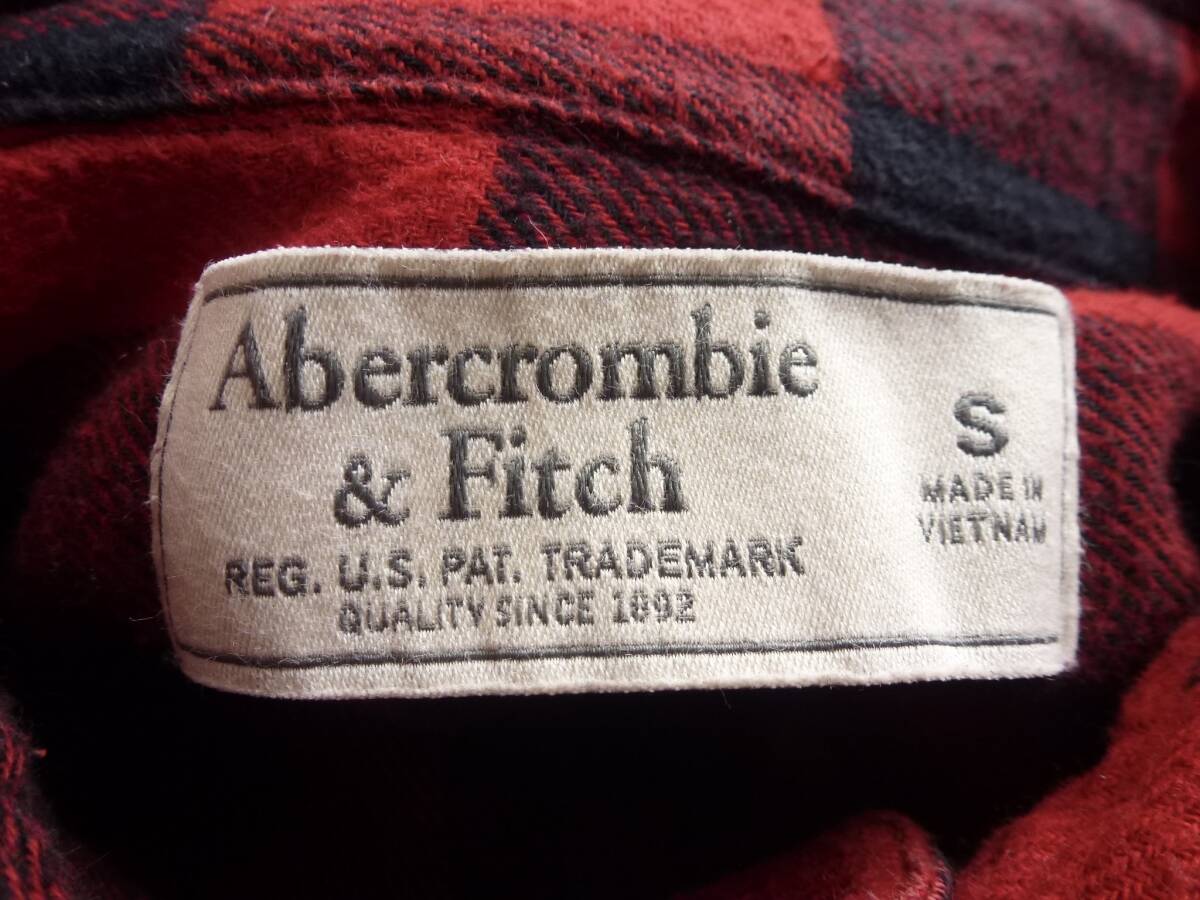 Abercrombie
& Fitch
REG. U.S. PAT. TRADEMARK
QUALITY SINCE 1892
S
MADE IN
VIETNAM